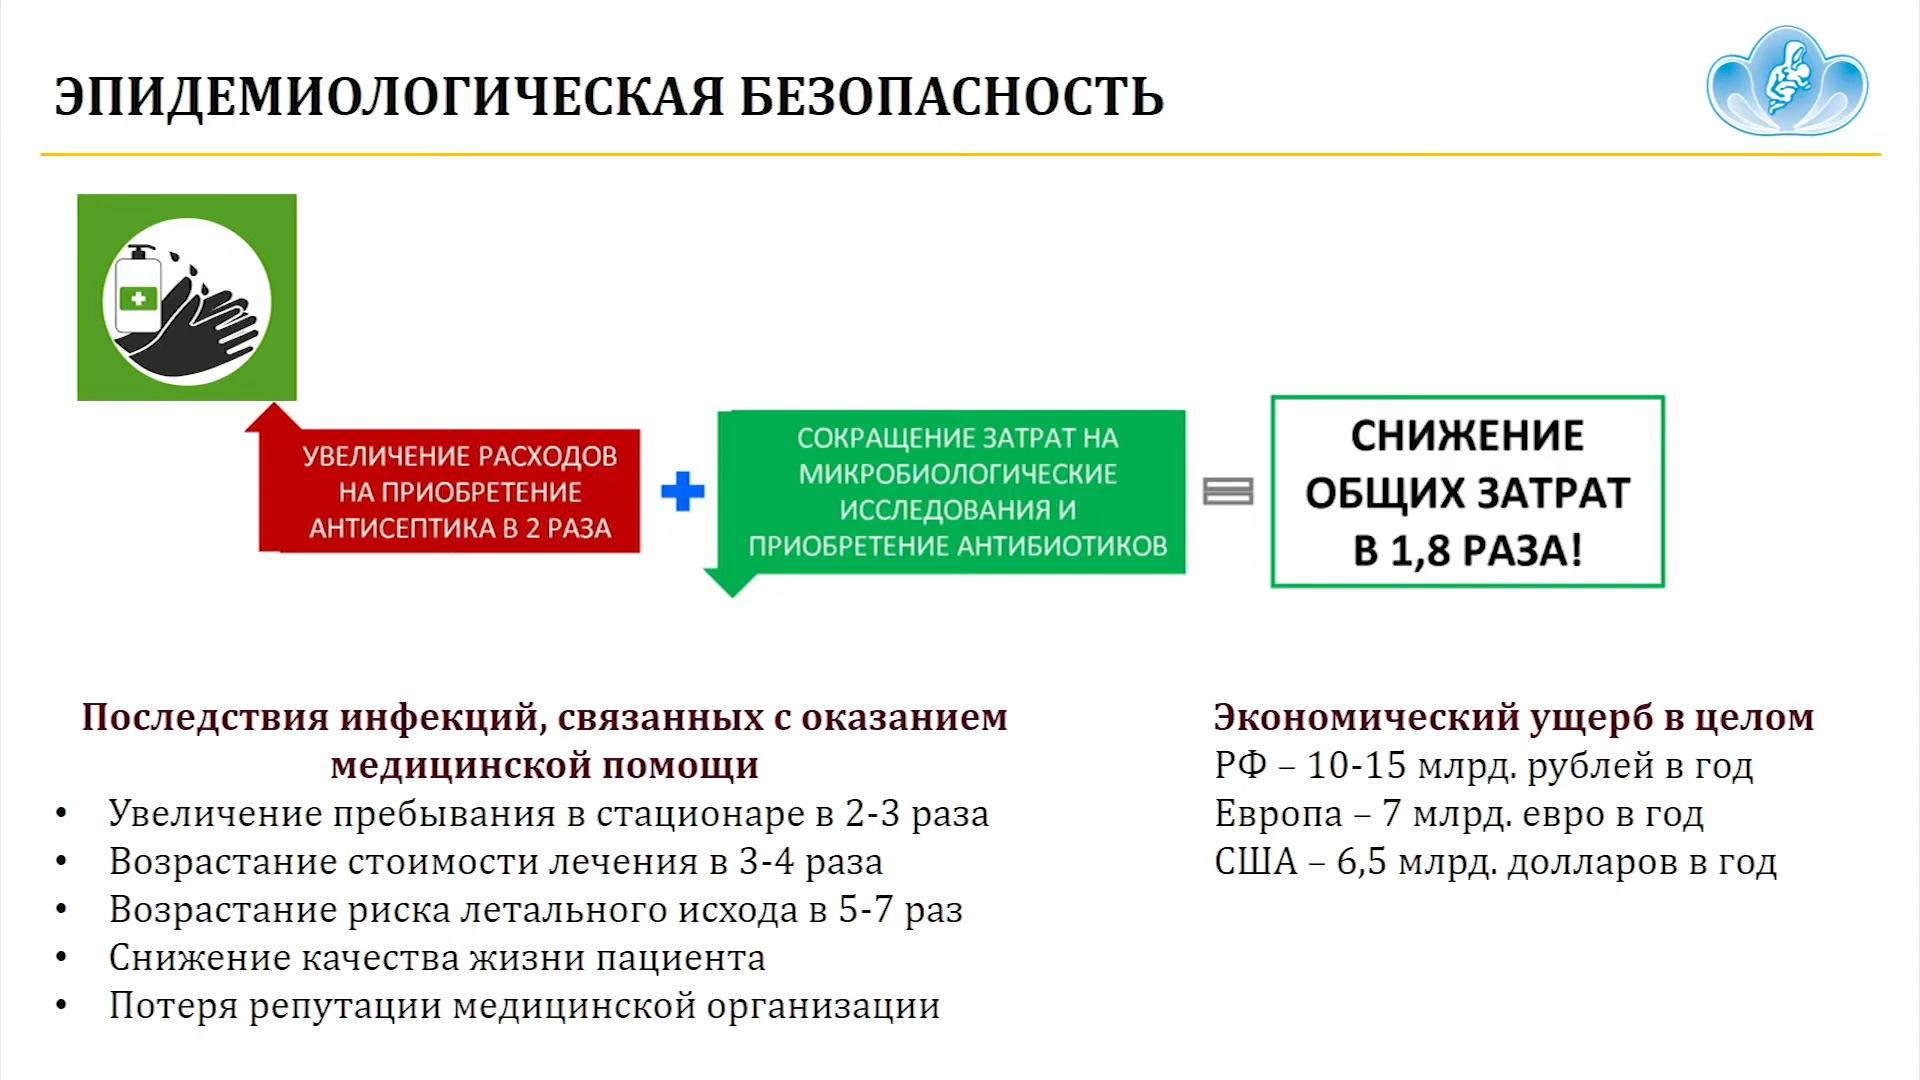 ЭПИДЕМИОЛОГИЧЕСКАЯ БЕЗОПАСНОСТЬ
УВЕЛИЧЕНИЕ РАСХОДОВ
НА ПРИОБРЕТЕНИЕ
АНТИСЕПТИКА В 2 РАЗА
СОКРАЩЕНИЕ ЗАТРАТ НА
МИКРОБИОЛОГИЧЕСКИЕ
ИССЛЕДОВАНИЯ И
ПРИОБРЕТЕНИЕ АНТИБИОТИКОВ
СНИЖЕНИЕ
ОБЩИХ ЗАТРАТ
В 1,8 РАЗА!
Последствия инфекций, связанных с оказанием
медицинской помощи
• Увеличение пребывания в стационаре в 2-3 раза
• Возрастание стоимости лечения в 3-4 раза
• Возрастание риска летального исхода в 5-7 раз
• Снижение качества жизни пациента
• Потеря репутации медицинской организации
Экономический ущерб в целом
РФ – 10-15 млрд. рублей в год
Европа – 7 млрд. евро в год
США – 6,5 млрд. долларов в год